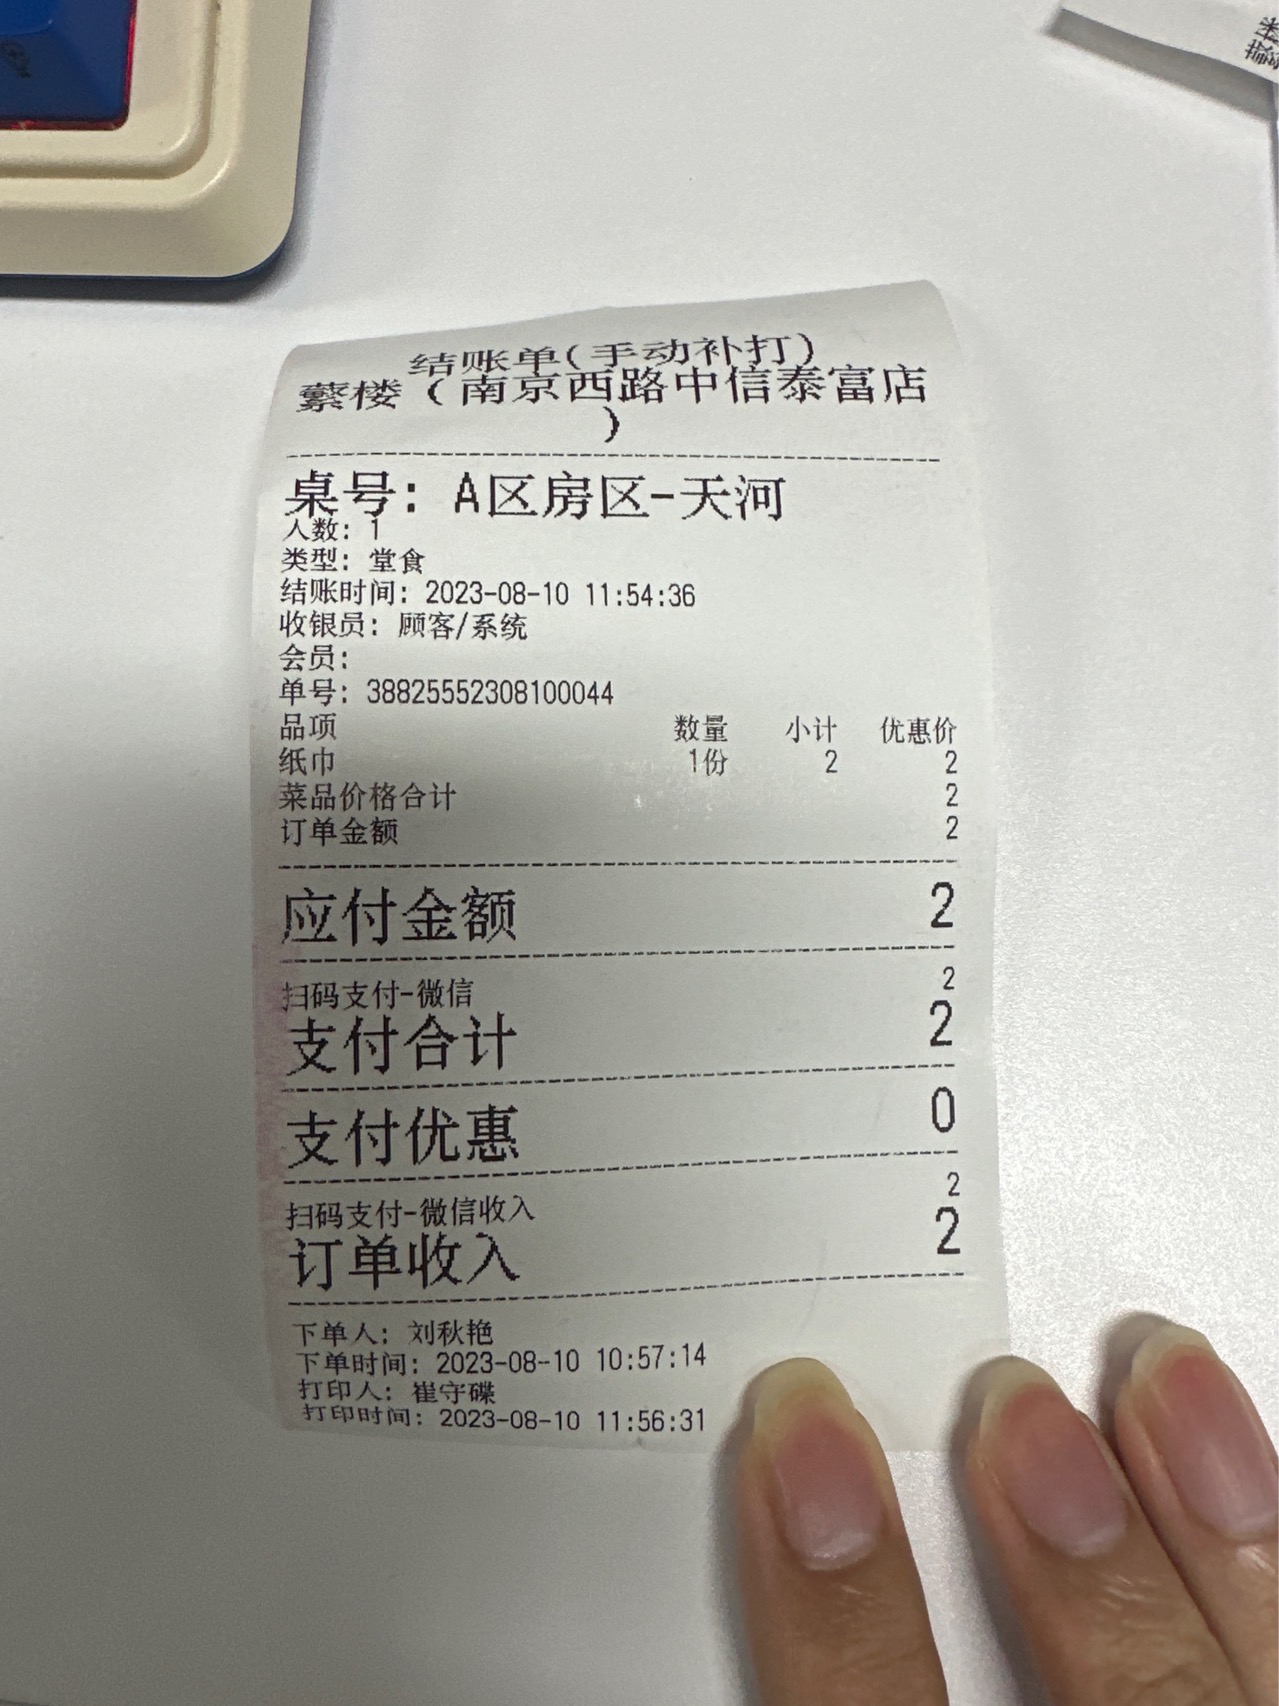 结账单(手动补打)
蘩楼（南京西路中信泰富店
）
桌号: A区房区-天河
人数: 1
类型: 堂食
结账时间: 2023-08-10 11:54:36
收银员: 顾客/系统
会员:
单号: 38825552308100044
品项 数量 小计 优惠价
纸巾 1份 2 2
菜品价格合计 2
订单金额 2
应付金额 2
扫码支付-微信 2
支付合计 2
支付优惠 0
扫码支付-微信收入 2
订单收入 2
下单人: 刘秋艳
下单时间: 2023-08-10 10:57:14
打印人: 崔守碟
打印时间: 2023-08-10 11:56:31